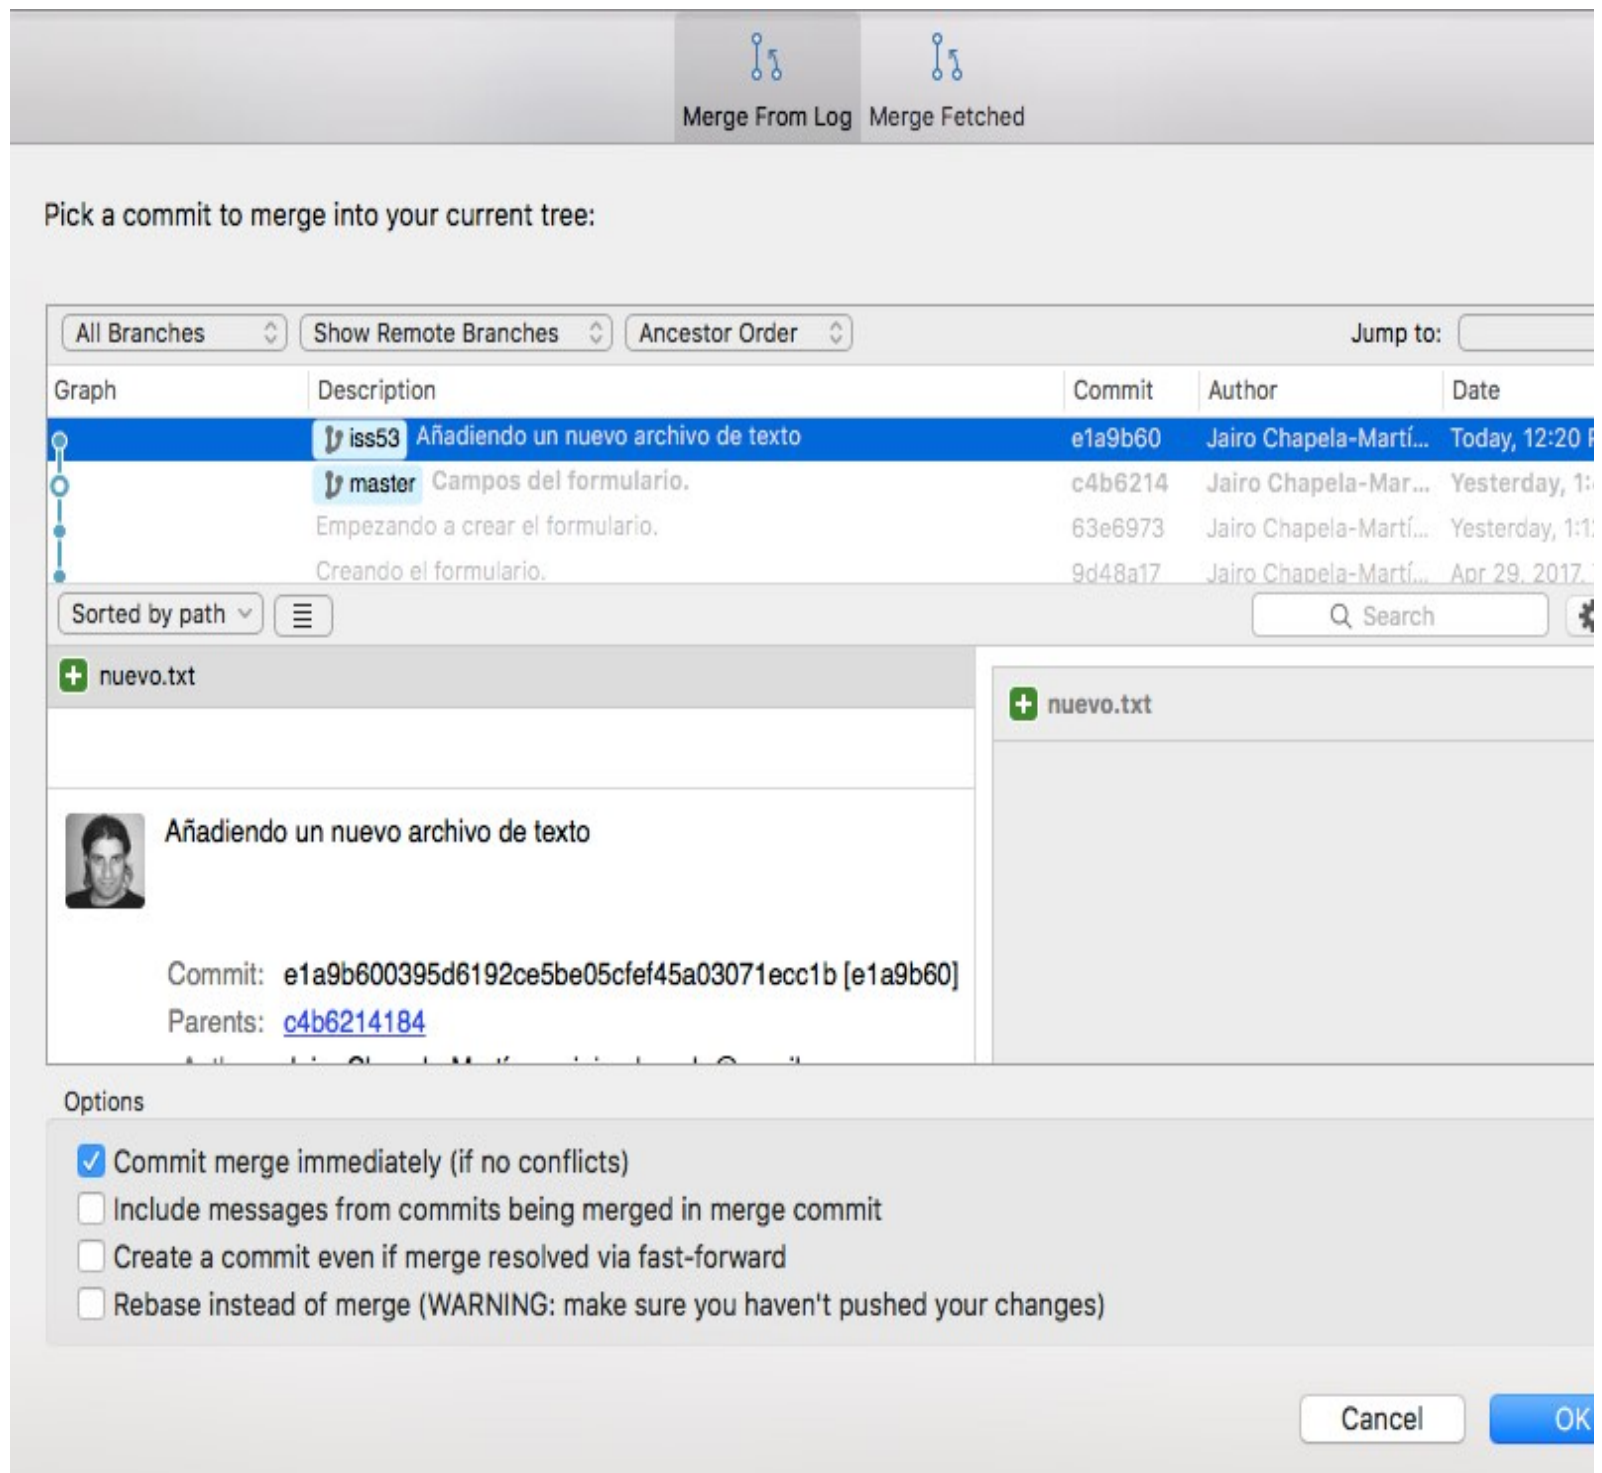 Merge From Log Merge Fetched
Pick a commit to merge into your current tree:
All Branches Show Remote Branches Ancestor Order Jump to:
Graph Description Commit Author Date
iss53 Añadiendo un nuevo archivo de texto e1a9b60 Jairo Chapela-Martí... Today, 12:20
master Campos del formulario. c4b6214 Jairo Chapela-Mar... Yesterday, 1:
Empezando a crear el formulario. 63e6973 Jairo Chapela-Martí... Yesterday, 1:1
Creando el formulario. 9d48a17 Jairo Chapela-Martí... Apr 29, 2017,
Sorted by path Search
nuevo.txt
nuevo.txt
Añadiendo un nuevo archivo de texto
Commit: e1a9b600395d6192ce5be05cfef45a03071ecc1b [e1a9b60]
Parents: c4b6214184
Options
Commit merge immediately (if no conflicts)
Include messages from commits being merged in merge commit
Create a commit even if merge resolved via fast-forward
Rebase instead of merge (WARNING: make sure you haven't pushed your changes)
Cancel OK